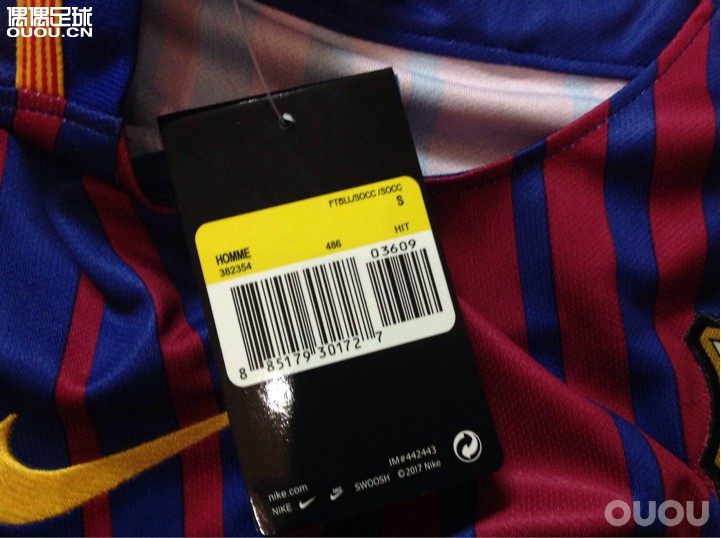 偶偶足球
OUOU.CN
FTBLL/SOCC /SOCC
S
HOMME
486
HIT
382354
03609
8 85179 30172 7
IM#442443
nike.com
NIKE
SWOOSH
©2017 Nike
OUOU